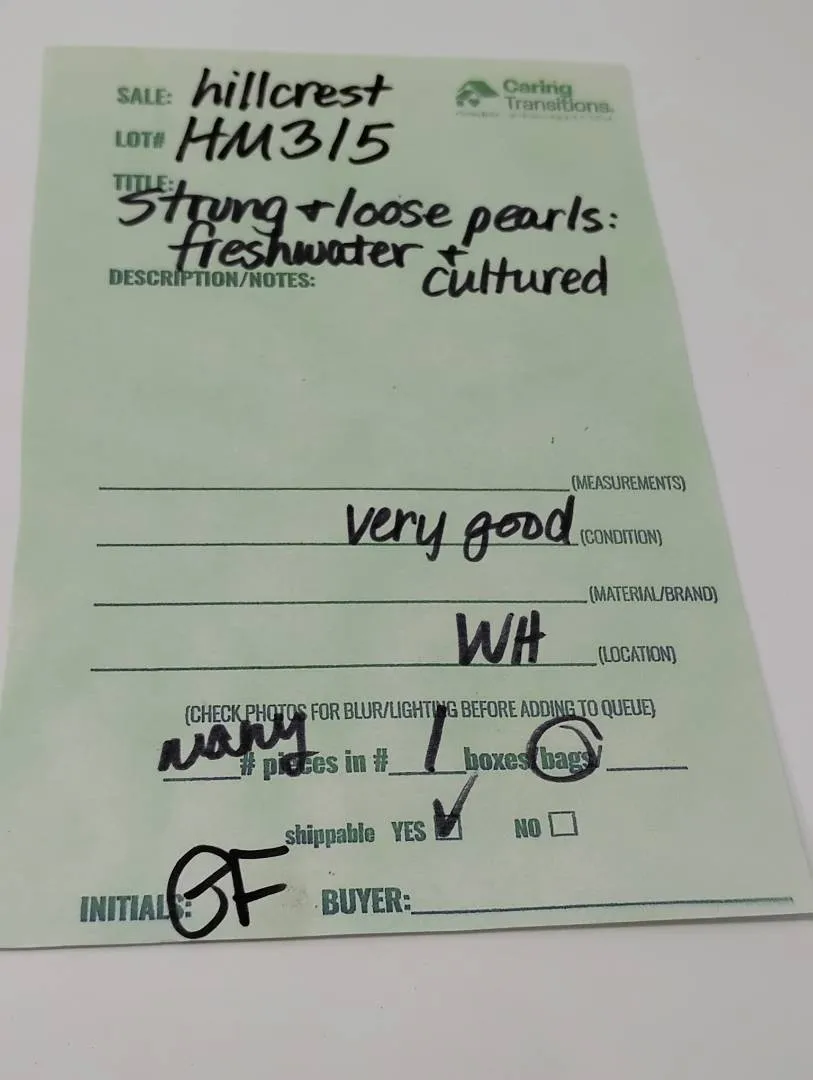 SALE: hillcrest
Caring
Transitions.
LOT# HM315
TITLE:
Strung + loose pearls:
freshwater + cultured
DESCRIPTION/NOTES:
(MEASUREMENTS)
very good (CONDITION)
(MATERIAL/BRAND)
WH (LOCATION)
(CHECK PHOTOS FOR BLUR/LIGHTING BEFORE ADDING TO QUEUE)
many # pieces in # 1 boxes/bags/
shippable YES NO
INITIALS: GF BUYER: